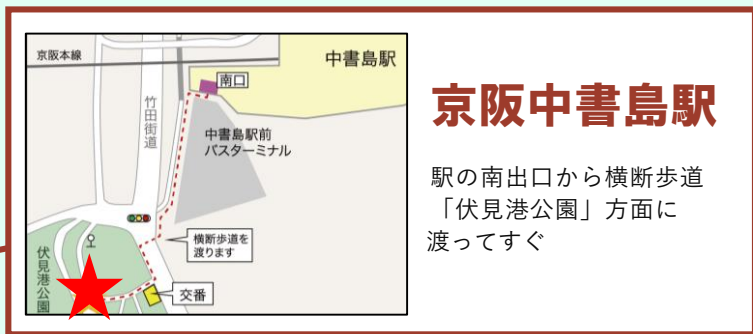 京阪本線
中書島駅
南口
竹田街道
中書島駅前
バスターミナル
横断歩道を
渡ります
伏見港公園
交番
京阪中書島駅
駅の南出口から横断歩道
「伏見港公園」方面に
渡ってすぐ